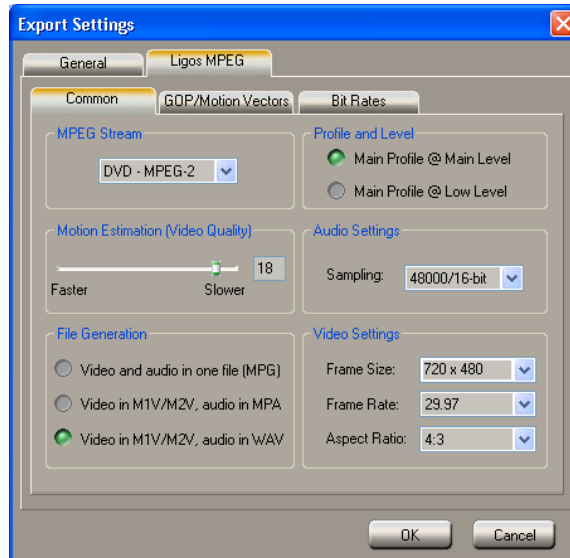 Export Settings
General
Ligos MPEG
Common
GOP/Motion Vectors
Bit Rates
MPEG Stream
DVD - MPEG-2
Profile and Level
Main Profile @ Main Level
Main Profile @ Low Level
Motion Estimation (Video Quality)
18
Faster
Slower
Audio Settings
Sampling:
48000/16-bit
File Generation
Video and audio in one file (MPG)
Video in M1V/M2V, audio in MPA
Video in M1V/M2V, audio in WAV
Video Settings
Frame Size:
720 x 480
Frame Rate:
29.97
Aspect Ratio:
4:3
OK
Cancel